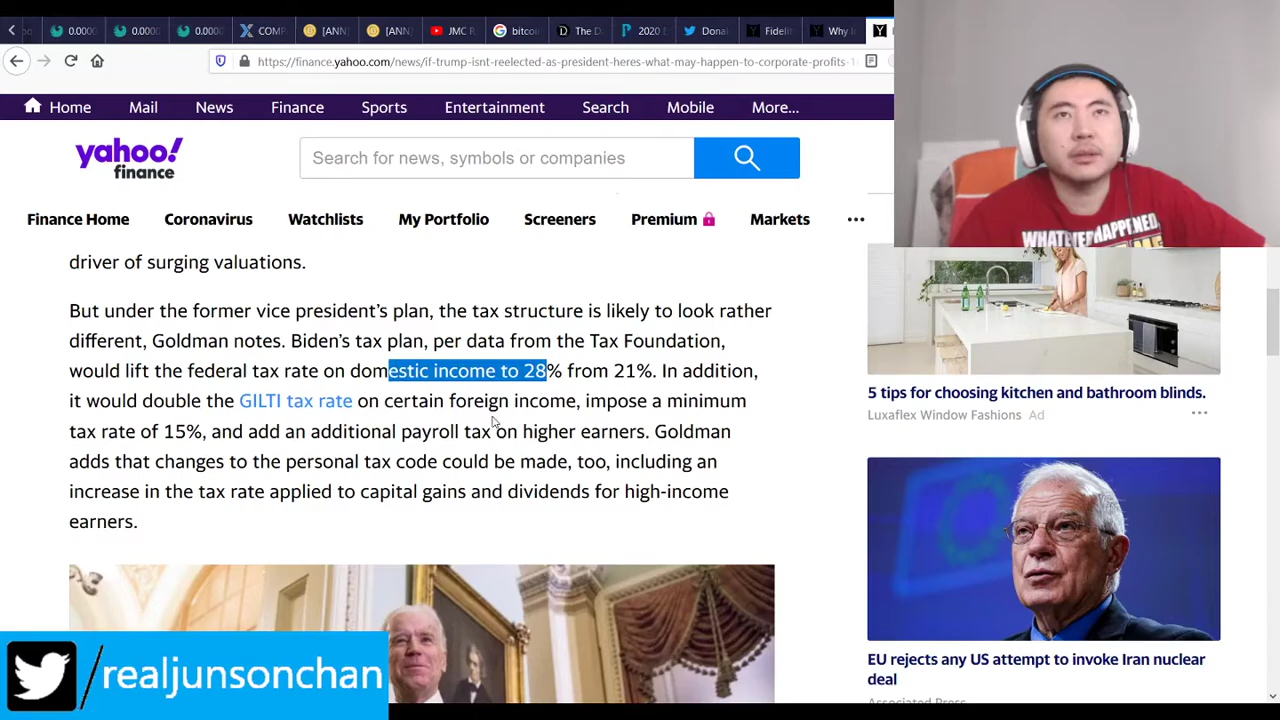 0.0000
0.0000
0.0000
COMP
[ANN]
[ANN]
JMC R
bitcoi
The D
2020 E
Donal
Fideli
Why I
https://finance.yahoo.com/news/if-trump-isnt-reelected-as-president-heres-what-may-happen-to-corporate-profits-1
Home
Mail
News
Finance
Sports
Entertainment
Search
Mobile
More...
yahoo!
finance
Search for news, symbols or companies
Finance Home
Coronavirus
Watchlists
My Portfolio
Screeners
Premium
Markets
driver of surging valuations.
But under the former vice president's plan, the tax structure is likely to look rather
different, Goldman notes. Biden's tax plan, per data from the Tax Foundation,
would lift the federal tax rate on domestic income to 28% from 21%. In addition,
it would double the GILTI tax rate on certain foreign income, impose a minimum
tax rate of 15%, and add an additional payroll tax on higher earners. Goldman
adds that changes to the personal tax code could be made, too, including an
increase in the tax rate applied to capital gains and dividends for high-income
earners.
WHATEVER HAPPENED,
5 tips for choosing kitchen and bathroom blinds.
Luxaflex Window Fashions Ad
EU rejects any US attempt to invoke Iran nuclear
deal
Associated Press
/realjunsonchan